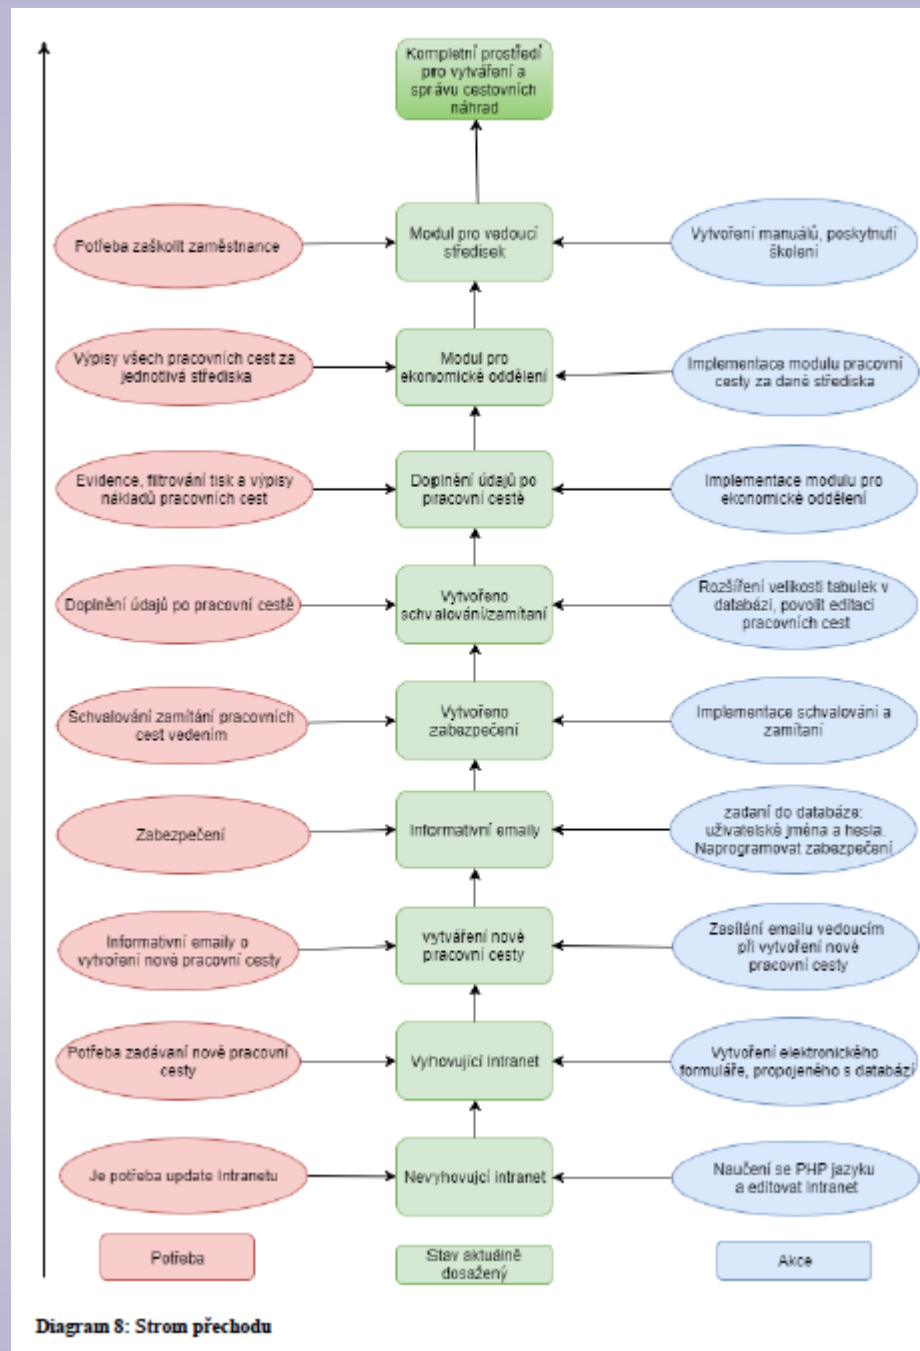 Kompletní prostředí
pro vytváření a
správu cestovních
náhrad
Potřeba zaškolit zaměstnance
Modul pro vedoucí
středisek
Vytvoření manuálů, poskytnutí
školení
Výpisy všech pracovních cest za
jednotlivá střediska
Modul pro
ekonomické oddělení
Implementace modulu pracovní
cesty za dané střediska
Evidence, filtrování tisk a výpisy
nákladů pracovních cest
Doplnění údajů po
pracovní cestě
Implementace modulu pro
ekonomické oddělení
Doplnění údajů po pracovní cestě
Vytvořeno
schvalování/zamítaní
Rozšíření velikosti tabulek v
databázi, povolit editaci
pracovních cest
Schvalování zamítání pracovních
cest vedením
Vytvořeno
zabezpečení
Implementace schvalování a
zamítaní
Zabezpečení
Informativní emaily
zadaní do databáze:
uživatelské jména a hesla.
Naprogramovat zabezpečení
Informativní emaily o
vytvoření nové pracovní cesty
vytváření nové
pracovní cesty
Zasílání emailu vedoucím
při vytvoření nové
pracovní cesty
Potřeba zadávaní nové pracovní
cesty
Vyhovující Intranet
Vytvoření elektronického
formuláře, propojeného s databází
Je potřeba update Intranetu
Nevyhovujcí intranet
Naučení se PHP jazyku
a editovat Intranet
Potřeba
Stav aktuálně
dosažený
Akce
Diagram 8: Strom přechodu